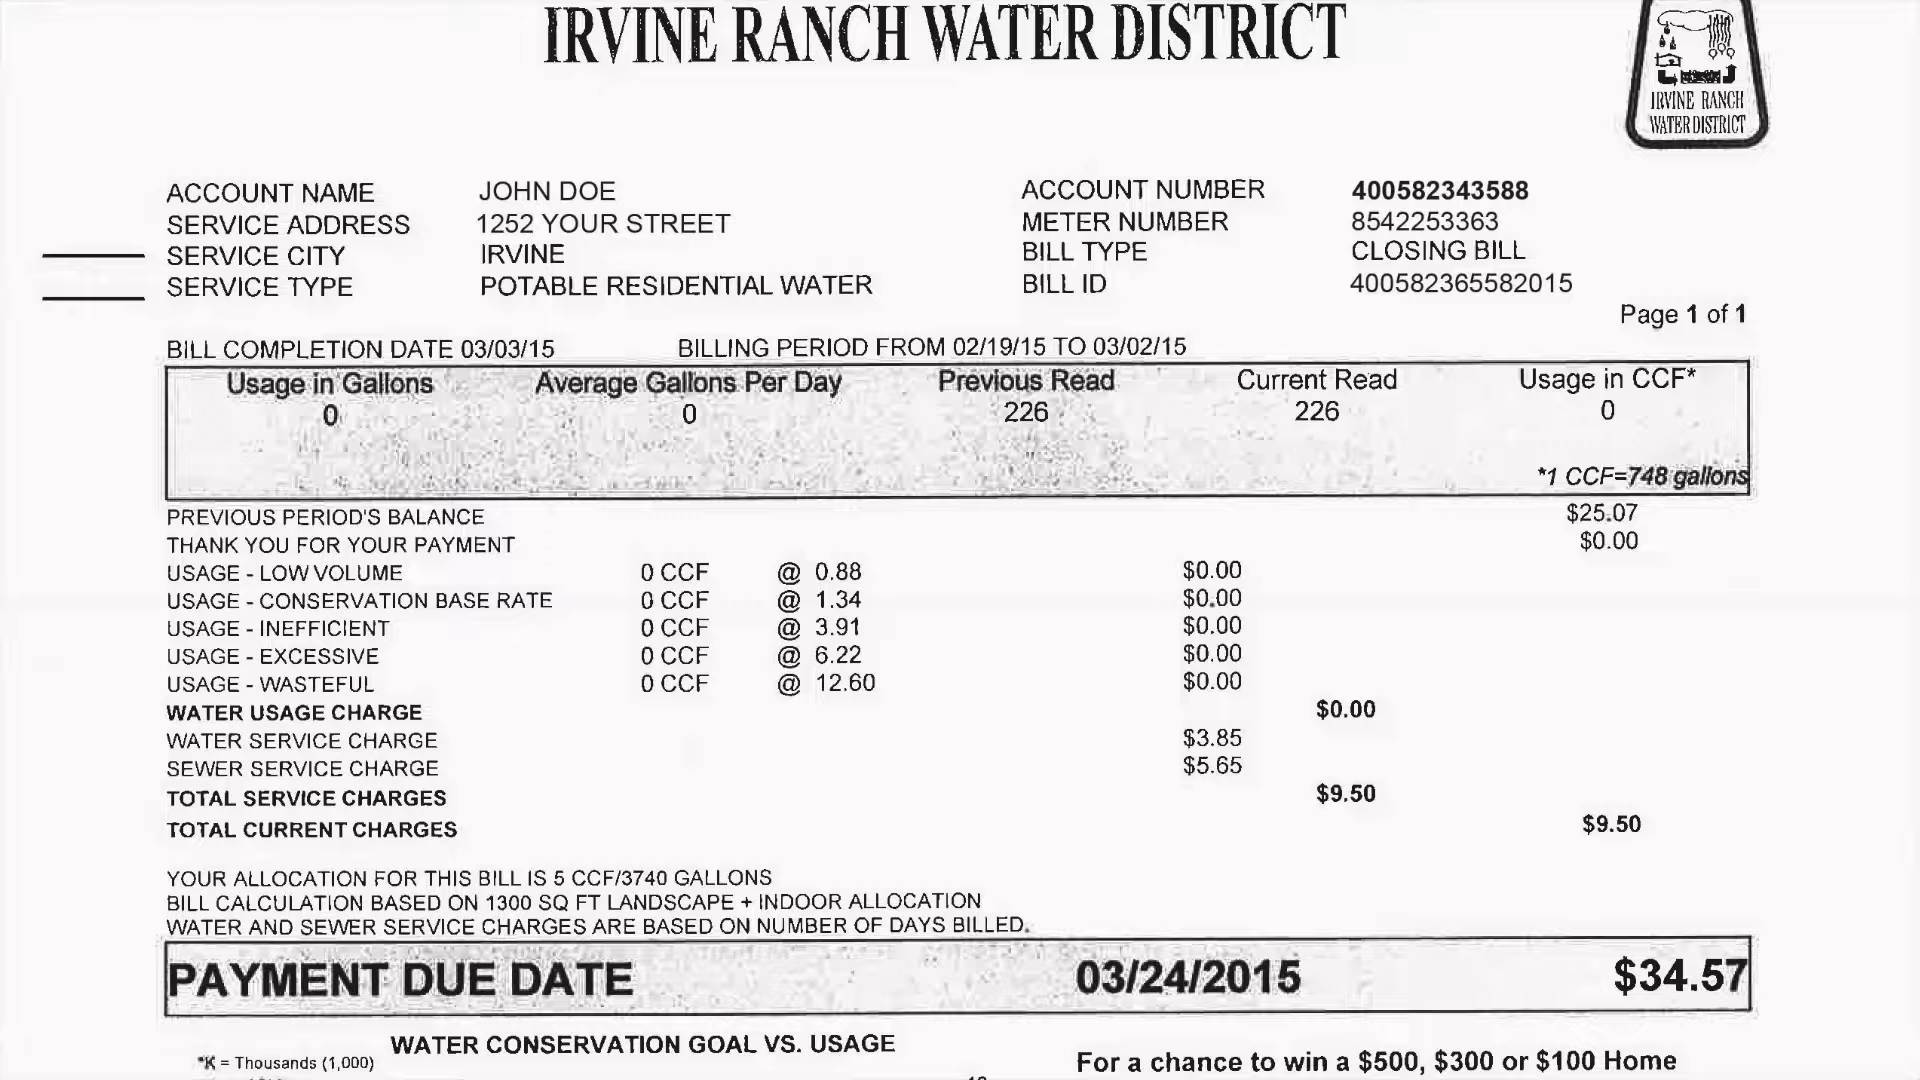 IRVINE RANCH WATER DISTRICT
IRVINE RANCH
WATER DISTRICT
ACCOUNT NAME JOHN DOE ACCOUNT NUMBER 400582343588
SERVICE ADDRESS 1252 YOUR STREET METER NUMBER 8542253363
SERVICE CITY IRVINE BILL TYPE CLOSING BILL
SERVICE TYPE POTABLE RESIDENTIAL WATER BILL ID 400582365582015
Page 1 of 1
BILL COMPLETION DATE 03/03/15 BILLING PERIOD FROM 02/19/15 TO 03/02/15
Usage in Gallons Average Gallons Per Day Previous Read Current Read Usage in CCF*
0 0 226 226 0
*1 CCF=748 gallons
PREVIOUS PERIOD'S BALANCE $25.07
THANK YOU FOR YOUR PAYMENT $0.00
USAGE - LOW VOLUME 0 CCF @ 0.88 $0.00
USAGE - CONSERVATION BASE RATE 0 CCF @ 1.34 $0.00
USAGE - INEFFICIENT 0 CCF @ 3.91 $0.00
USAGE - EXCESSIVE 0 CCF @ 6.22 $0.00
USAGE - WASTEFUL 0 CCF @ 12.60 $0.00
WATER USAGE CHARGE $0.00
WATER SERVICE CHARGE $3.85
SEWER SERVICE CHARGE $5.65
TOTAL SERVICE CHARGES $9.50
TOTAL CURRENT CHARGES $9.50
YOUR ALLOCATION FOR THIS BILL IS 5 CCF/3740 GALLONS
BILL CALCULATION BASED ON 1300 SQ FT LANDSCAPE + INDOOR ALLOCATION
WATER AND SEWER SERVICE CHARGES ARE BASED ON NUMBER OF DAYS BILLED.
PAYMENT DUE DATE 03/24/2015 $34.57
WATER CONSERVATION GOAL VS. USAGE
*K = Thousands (1,000)
For a chance to win a $500, $300 or $100 Home